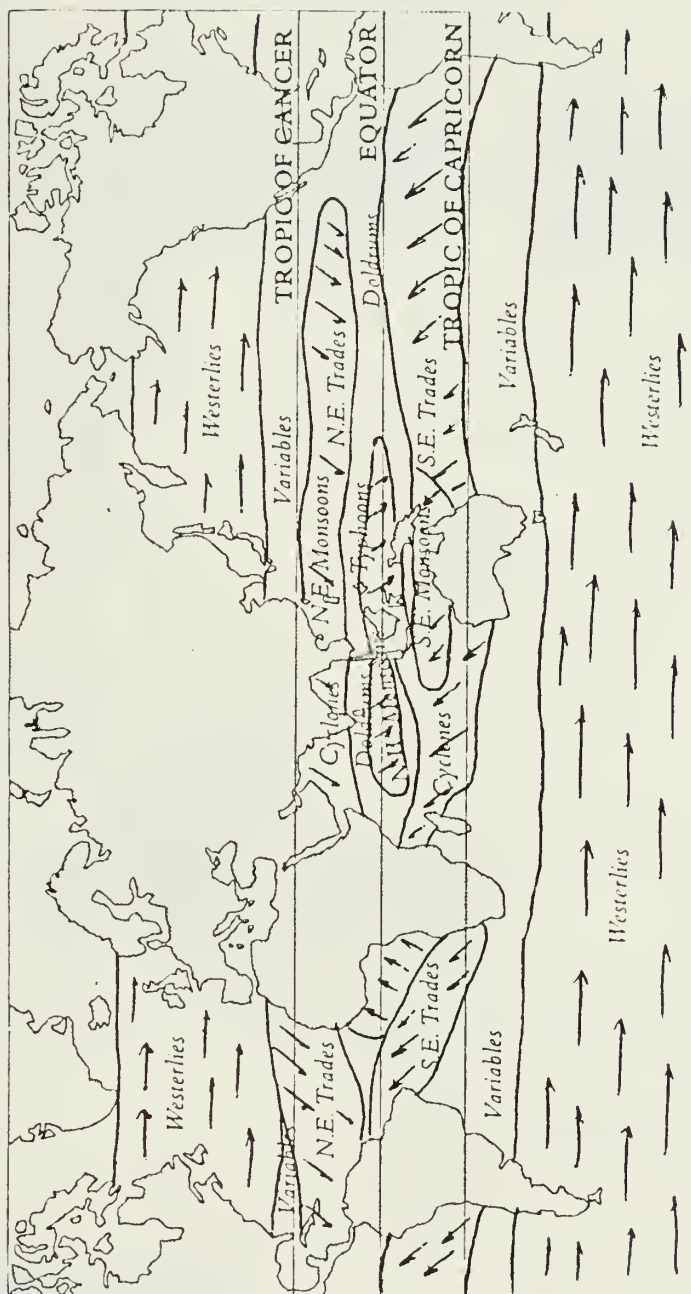 Westerlies
Westerlies
Variables
Variables
TROPIC OF CANCER
N.E. Trades
Cyclones
N.E. Monsoons
N.E. Trades
& Typhoons
Doldrums
Doldrums
EQUATOR
S.E. Trades
Cyclones
S.E. Monsoons
S.E. Trades
TROPIC OF CAPRICORN
Variables
Variables
Westerlies
Westerlies